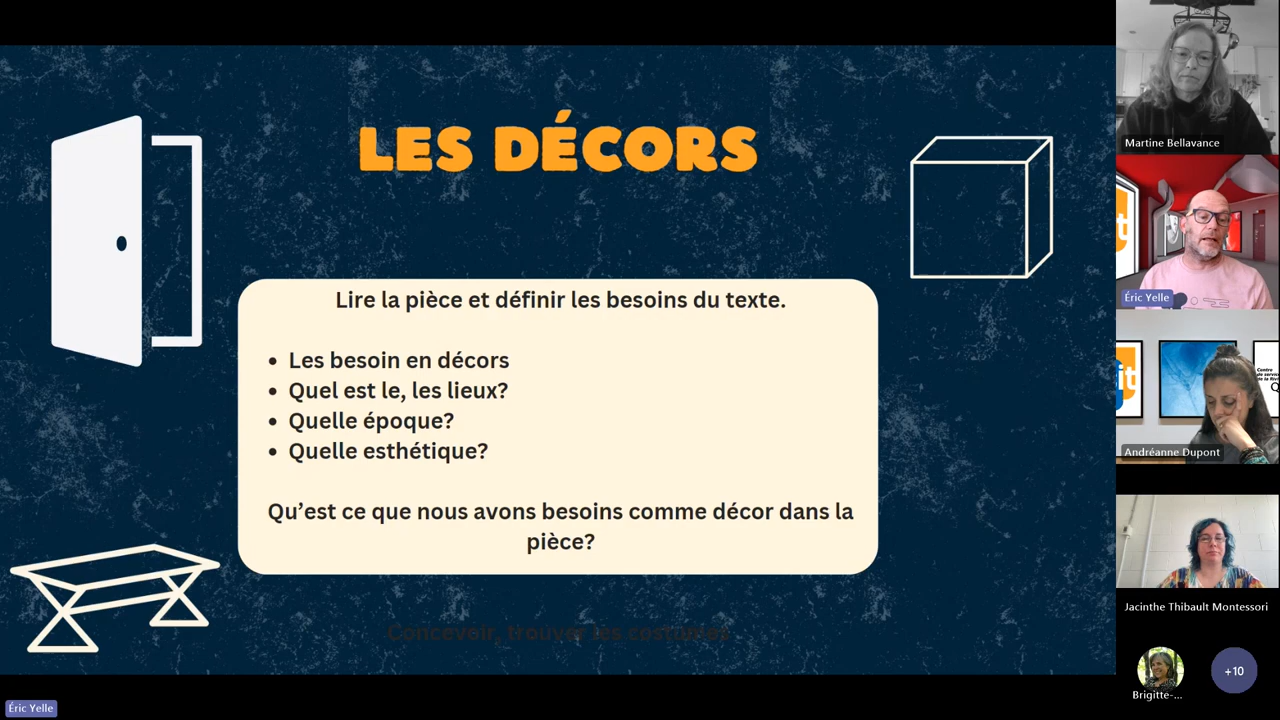 LES DÉCORS
Lire la pièce et définir les besoins du texte.
• Les besoin en décors
• Quel est le, les lieux?
• Quelle époque?
• Quelle esthétique?
Qu'est ce que nous avons besoins comme décor dans la
pièce?
Concevoir, trouver les costumes
Éric Yelle
Martine Bellavance
Éric Yelle
Andréanne Dupont
Jacinthe Thibault Montessori
Brigitte-...
+10